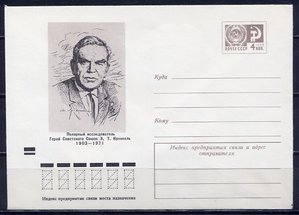 ПОЧТА СССР
4 КОП.
Куда
Кому
Индекс предприятия связи и адрес
отправителя
Полярный исследователь
Герой Советского Союза Э. Т. Кренкель
1903—1971
Индекс предприятия связи места назначения